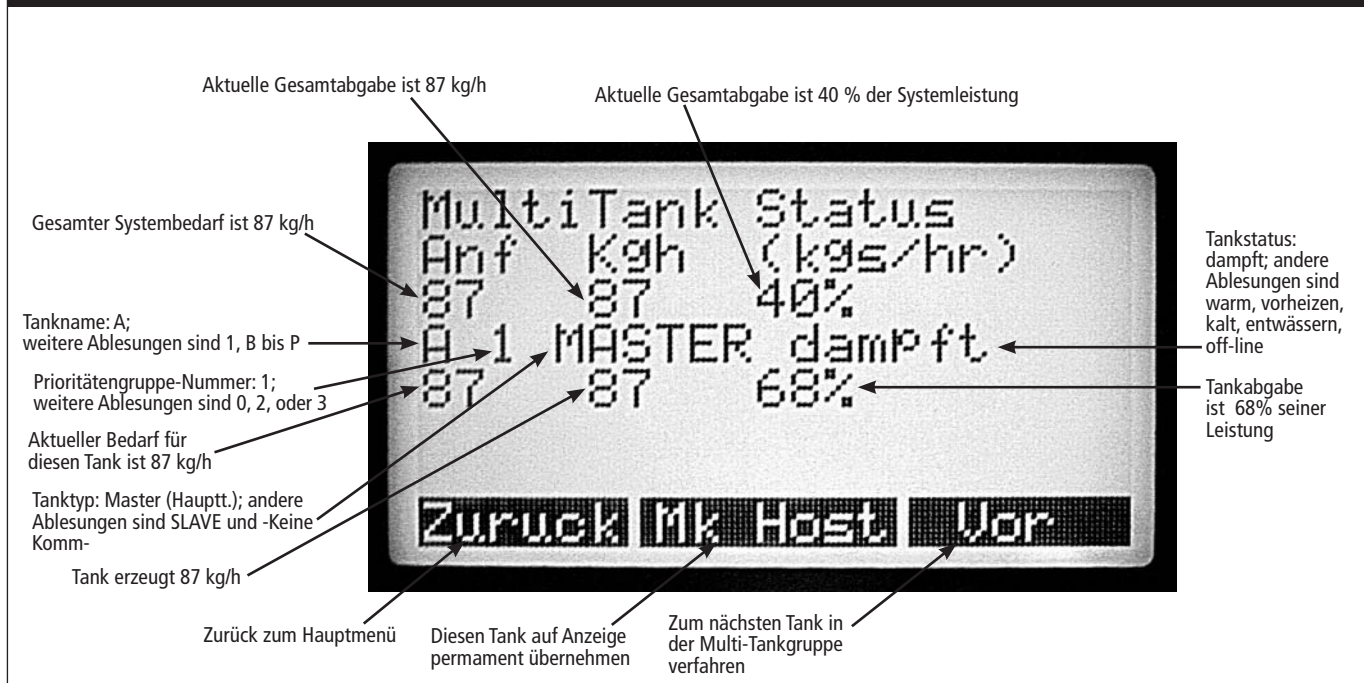 Aktuelle Gesamtabgabe ist 87 kg/h
Aktuelle Gesamtabgabe ist 40 % der Systemleistung
Gesamter Systembedarf ist 87 kg/h
Tankname: A;
weitere Ablesungen sind 1, B bis P
Prioritätengruppe-Nummer: 1;
weitere Ablesungen sind 0, 2, oder 3
Aktueller Bedarf für
diesen Tank ist 87 kg/h
Tanktyp: Master (Hauptt.); andere
Ablesungen sind SLAVE und -Keine
Komm-
Tank erzeugt 87 kg/h
MultiTank Status
Anf Kgh (kgs/hr)
87 87 40%
A 1 MASTER dampft
87 87 68%
Zuruck Mk Host Vor
Tankstatus:
dampft; andere
Ablesungen sind
warm, vorheizen,
kalt, entwässern,
off-line
Tankabgabe
ist 68% seiner
Leistung
Zurück zum Hauptmenü
Diesen Tank auf Anzeige
permament übernehmen
Zum nächsten Tank in
der Multi-Tankgruppe
verfahren